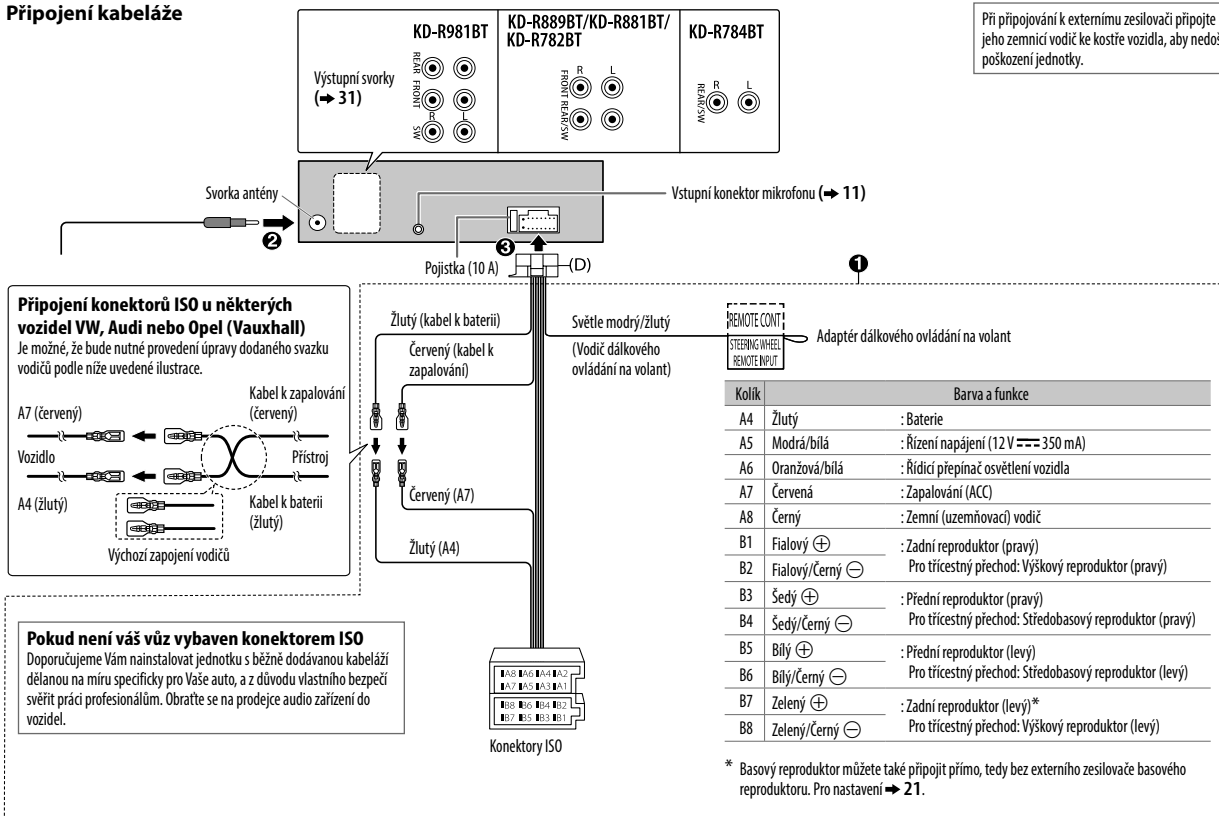 Připojení kabeláže
KD-R981BT
KD-R889BT/KD-R881BT/
KD-R782BT
KD-R784BT
Při připojování k externímu zesilovači připojte
jeho zemnicí vodič ke kostře vozidla, aby nedoš
poškození jednotky.
Výstupní svorky
(➜ 31)
REAR
FRONT
SW
R
L
FRONT
REAR/SW
R
L
REAR/SW
R
L
Svorka antény
Vstupní konektor mikrofonu (➜ 11)
❷
❸
Pojistka (10 A)
(D)
❶
Připojení konektorů ISO u některých
vozidel VW, Audi nebo Opel (Vauxhall)
Je možné, že bude nutné provedení úpravy dodaného svazku
vodičů podle níže uvedené ilustrace.
A7 (červený)
Kabel k zapalování
(červený)
Vozidlo
Přístroj
A4 (žlutý)
Kabel k baterii
(žlutý)
Výchozí zapojení vodičů
Žlutý (kabel k baterii)
Červený (kabel k
zapalování)
Světle modrý/žlutý
(Vodič dálkového
ovládání na volant)
REMOTE CONT
STEERING WHEEL
REMOTE INPUT
Adaptér dálkového ovládání na volant
Červený (A7)
Žlutý (A4)
Pokud není váš vůz vybaven konektorem ISO
Doporučujeme Vám nainstalovat jednotku s běžně dodávanou kabeláží
dělanou na míru specificky pro Vaše auto, a z důvodu vlastního bezpečí
svěřit práci profesionálům. Obraťte se na prodejce audio zařízení do
vozidel.
A8 A6 A4 A2
A7 A5 A3 A1
B8 B6 B4 B2
B7 B5 B3 B1
Konektory ISO
Kolík Barva a funkce
A4 Žlutý : Baterie
A5 Modrá/bílá : Řízení napájení (12 V ⎓ 350 mA)
A6 Oranžová/bílá : Řídicí přepínač osvětlení vozidla
A7 Červená : Zapalování (ACC)
A8 Černý : Zemní (uzemňovací) vodič
B1 Fialový ⊕ : Zadní reproduktor (pravý)
B2 Fialový/Černý ⊖ Pro třícestný přechod: Výškový reproduktor (pravý)
B3 Šedý ⊕ : Přední reproduktor (pravý)
B4 Šedý/Černý ⊖ Pro třícestný přechod: Středobasový reproduktor (pravý)
B5 Bílý ⊕ : Přední reproduktor (levý)
B6 Bílý/Černý ⊖ Pro třícestný přechod: Středobasový reproduktor (levý)
B7 Zelený ⊕ : Zadní reproduktor (levý)*
B8 Zelený/Černý ⊖ Pro třícestný přechod: Výškový reproduktor (levý)
* Basový reproduktor můžete také připojit přímo, tedy bez externího zesilovače basového
reproduktoru. Pro nastavení ➜ 21.